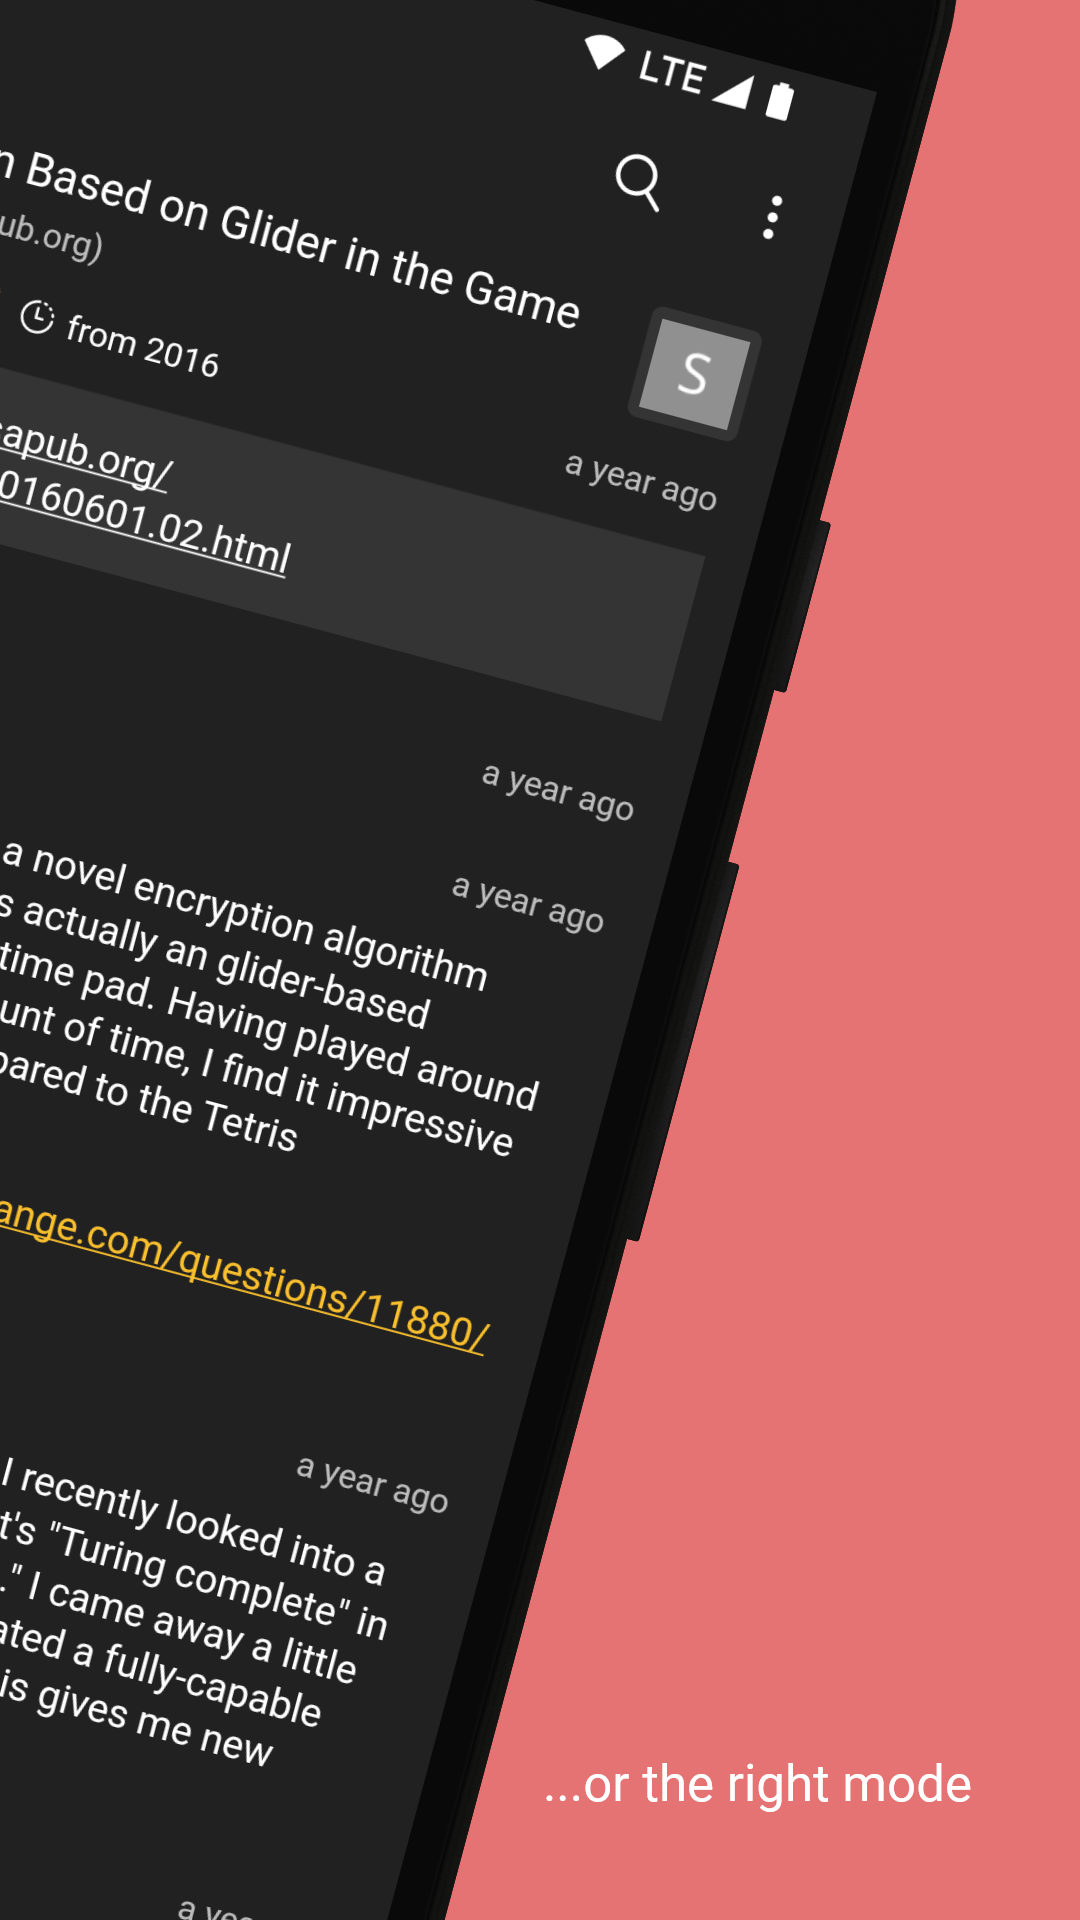 LTE
n Based on Glider in the Game
ub.org)
from 2016
S
a year ago
capub.org/
0160601.02.html
a year ago
a year ago
a novel encryption algorithm
s actually an glider-based
time pad. Having played around
unt of time, I find it impressive
pared to the Tetris
ange.com/questions/11880/
a year ago
I recently looked into a
t's "Turing complete" in
." I came away a little
ated a fully-capable
is gives me new
...or the right mode
a yea